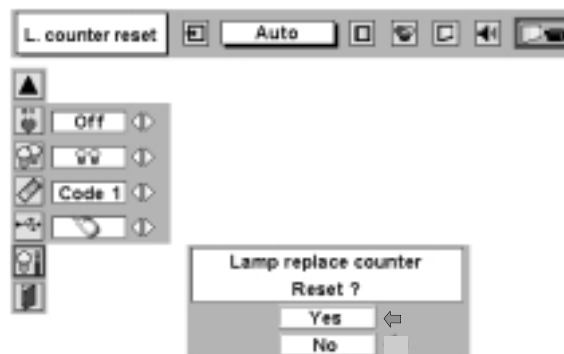 L. counter reset
Auto
Off
Code 1
Lamp replace counter
Reset ?
Yes
No